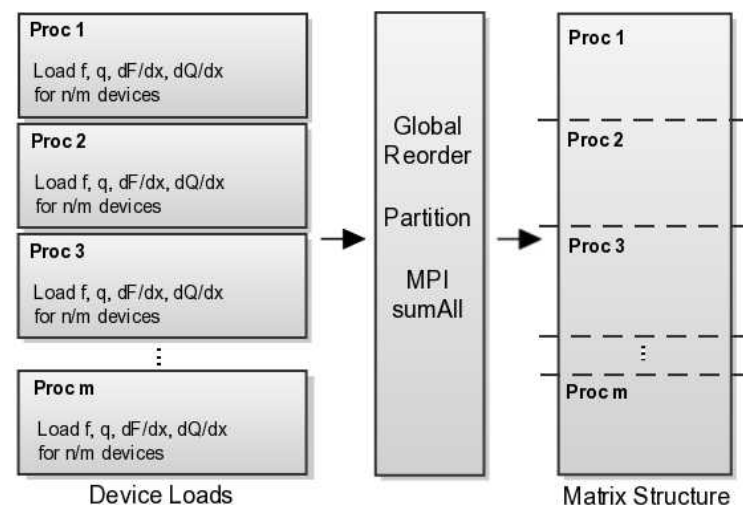 Proc 1
Load f, q, dF/dx, dQ/dx
for n/m devices
Proc 2
Load f, q, dF/dx, dQ/dx
for n/m devices
Proc 3
Load f, q, dF/dx, dQ/dx
for n/m devices
Proc m
Load f, q, dF/dx, dQ/dx
for n/m devices
Device Loads
Global
Reorder
Partition
MPI
sumAll
Proc 1
Proc 2
Proc 3
Proc m
Matrix Structure